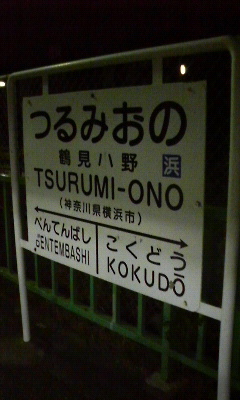 つるみおの
鶴見小野
浜
TSURUMI-ONO
(神奈川県横浜市)
べんてんばし
BENTEMBASHI
こくどう
KOKUDO